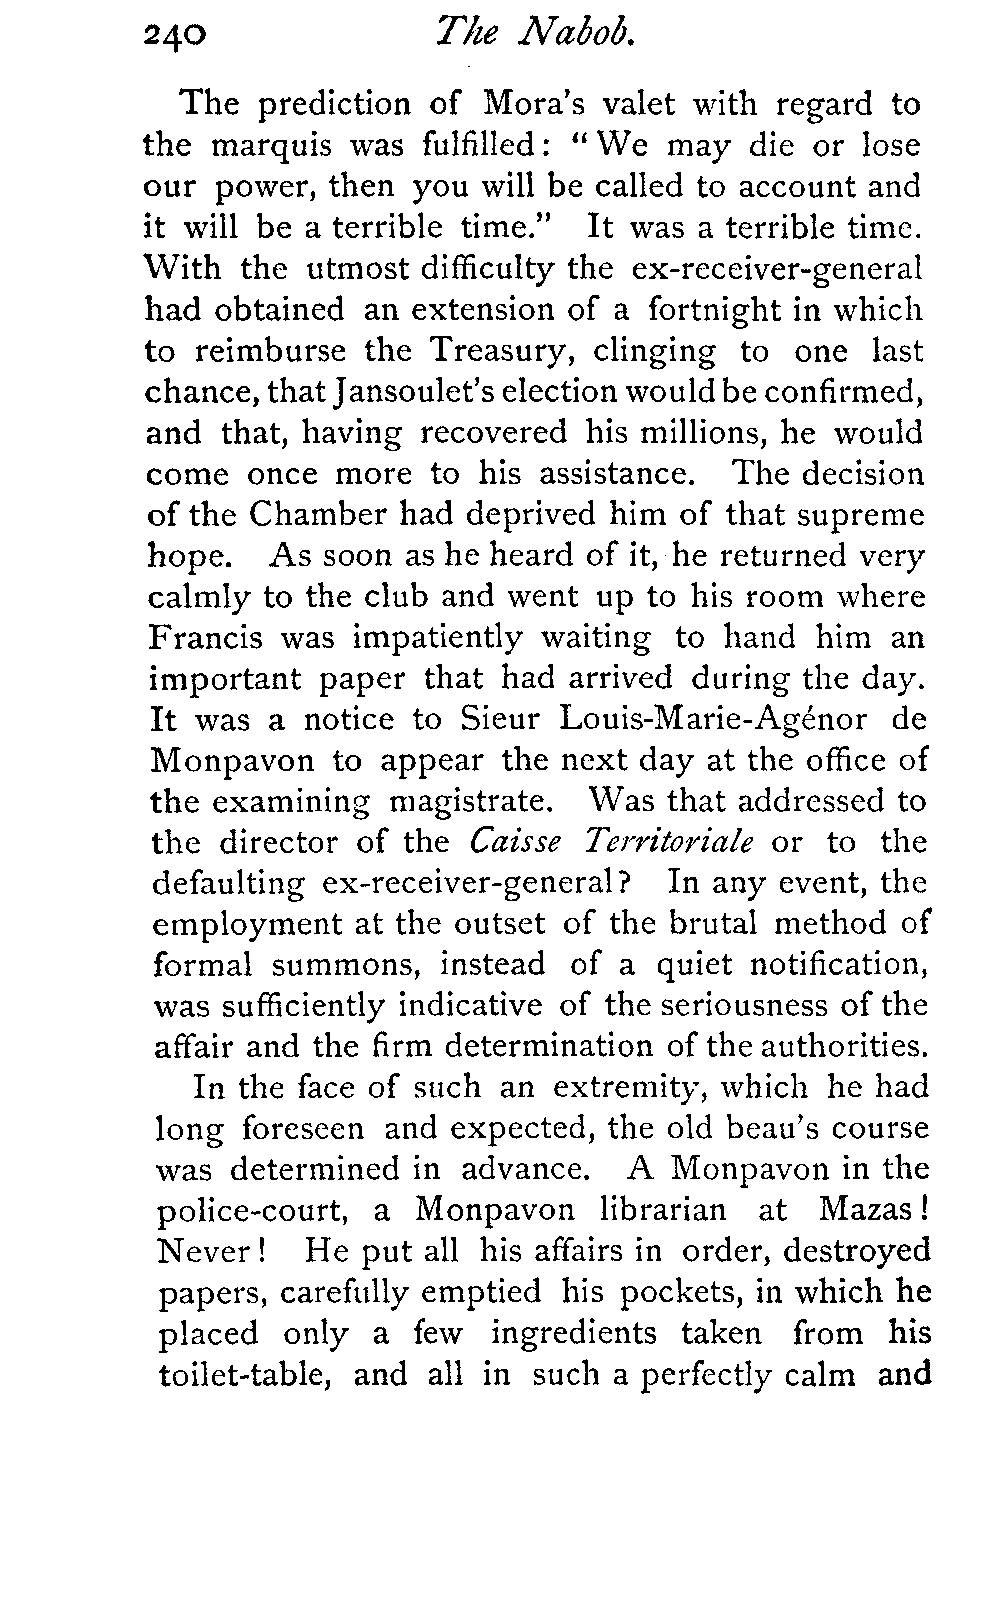 240 The Nabob.
The prediction of Mora's valet with regard to
the marquis was fulfilled: "We may die or lose
our power, then you will be called to account and
it will be a terrible time." It was a terrible time.
With the utmost difficulty the ex-receiver-general
had obtained an extension of a fortnight in which
to reimburse the Treasury, clinging to one last
chance, that Jansoulet's election would be confirmed,
and that, having recovered his millions, he would
come once more to his assistance. The decision
of the Chamber had deprived him of that supreme
hope. As soon as he heard of it, he returned very
calmly to the club and went up to his room where
Francis was impatiently waiting to hand him an
important paper that had arrived during the day.
It was a notice to Sieur Louis-Marie-Agénor de
Monpavon to appear the next day at the office of
the examining magistrate. Was that addressed to
the director of the Caisse Territoriale or to the
defaulting ex-receiver-general? In any event, the
employment at the outset of the brutal method of
formal summons, instead of a quiet notification,
was sufficiently indicative of the seriousness of the
affair and the firm determination of the authorities.
In the face of such an extremity, which he had
long foreseen and expected, the old beau's course
was determined in advance. A Monpavon in the
police-court, a Monpavon librarian at Mazas!
Never! He put all his affairs in order, destroyed
papers, carefully emptied his pockets, in which he
placed only a few ingredients taken from his
toilet-table, and all in such a perfectly calm and